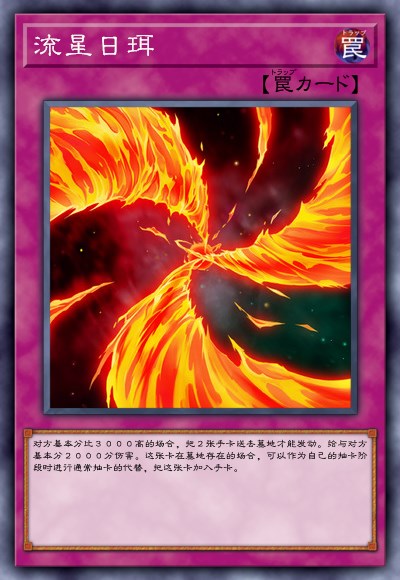 流星日珥
トラップ
罠
トラップ
【罠カード】
对方基本分比3000高的场合，把2张手卡送去墓地才能发动。给与对方
基本分2000分伤害。这张卡在墓地存在的场合，可以作为自己的抽卡阶
段时进行通常抽卡的代替，把这张卡加入手卡。